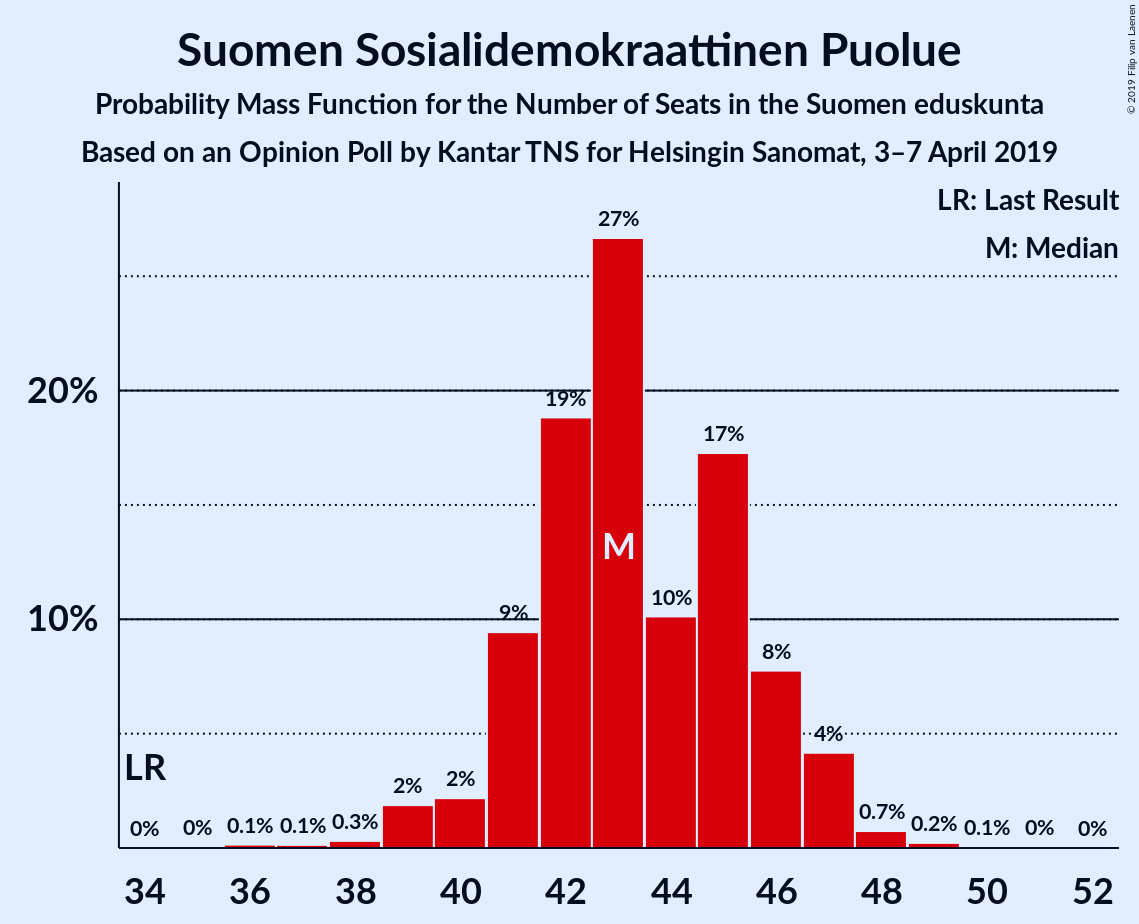 Suomen Sosialidemokraattinen Puolue
Probability Mass Function for the Number of Seats in the Suomen eduskunta
Based on an Opinion Poll by Kantar TNS for Helsingin Sanomat, 3–7 April 2019
© 2019 Filip van Laenen
LR: Last Result
M: Median
27%
20%
19%
17%
M
10%
10%
9%
8%
4%
LR
2%
2%
0%
0%
0.1%
0.1%
0.3%
0.7%
0.2%
0.1%
0%
0%
34 36 38 40 42 44 46 48 50 52